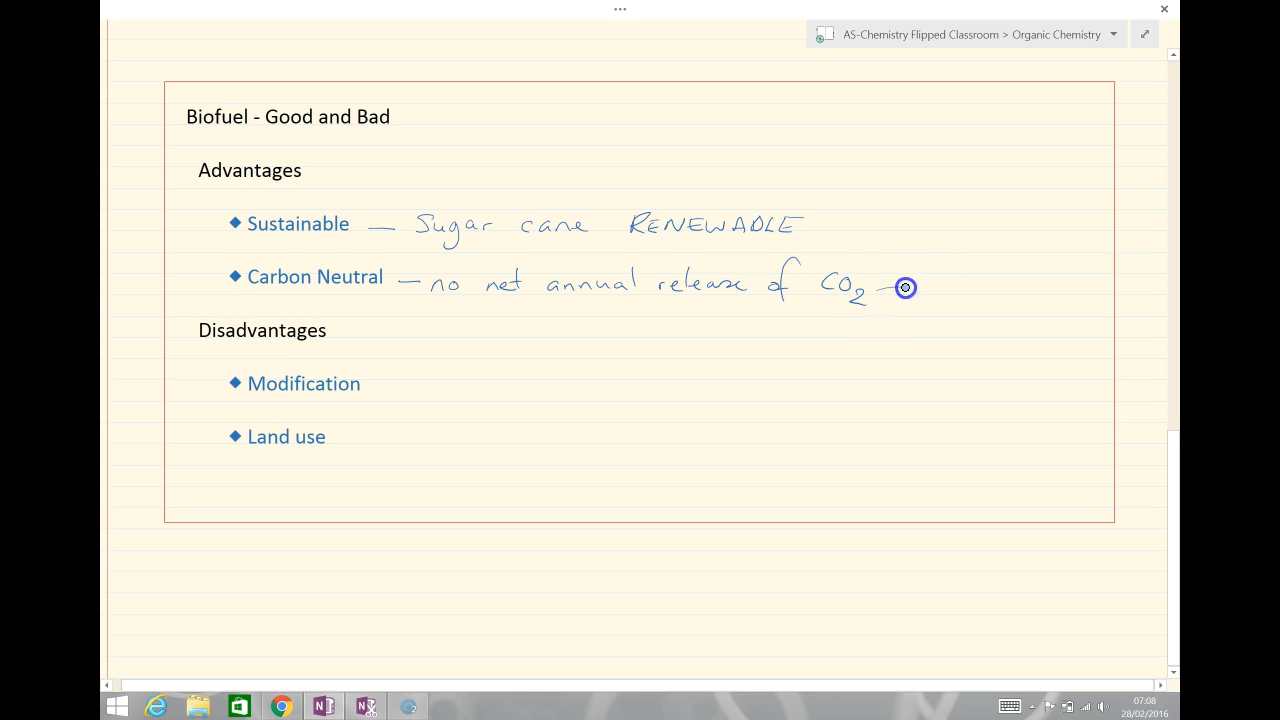 AS-Chemistry Flipped Classroom > Organic Chemistry
Biofuel - Good and Bad
Advantages
Sustainable — Sugar cane RENEWABLE
Carbon Neutral — no net annual release of CO2 —
Disadvantages
Modification
Land use
07:08
28/02/2016